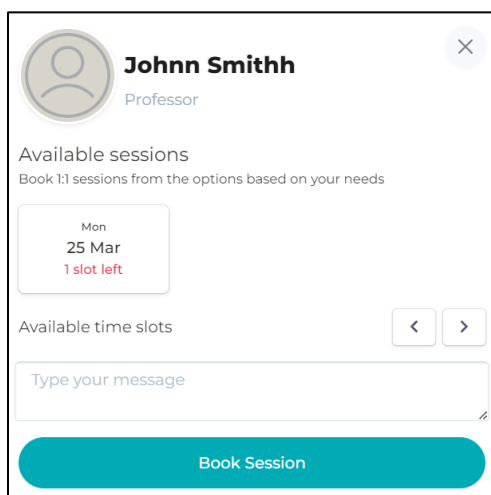 Johnn Smithh
Professor
Available sessions
Book 1:1 sessions from the options based on your needs
Mon
25 Mar
1 slot left
Available time slots
Type your message
Book Session